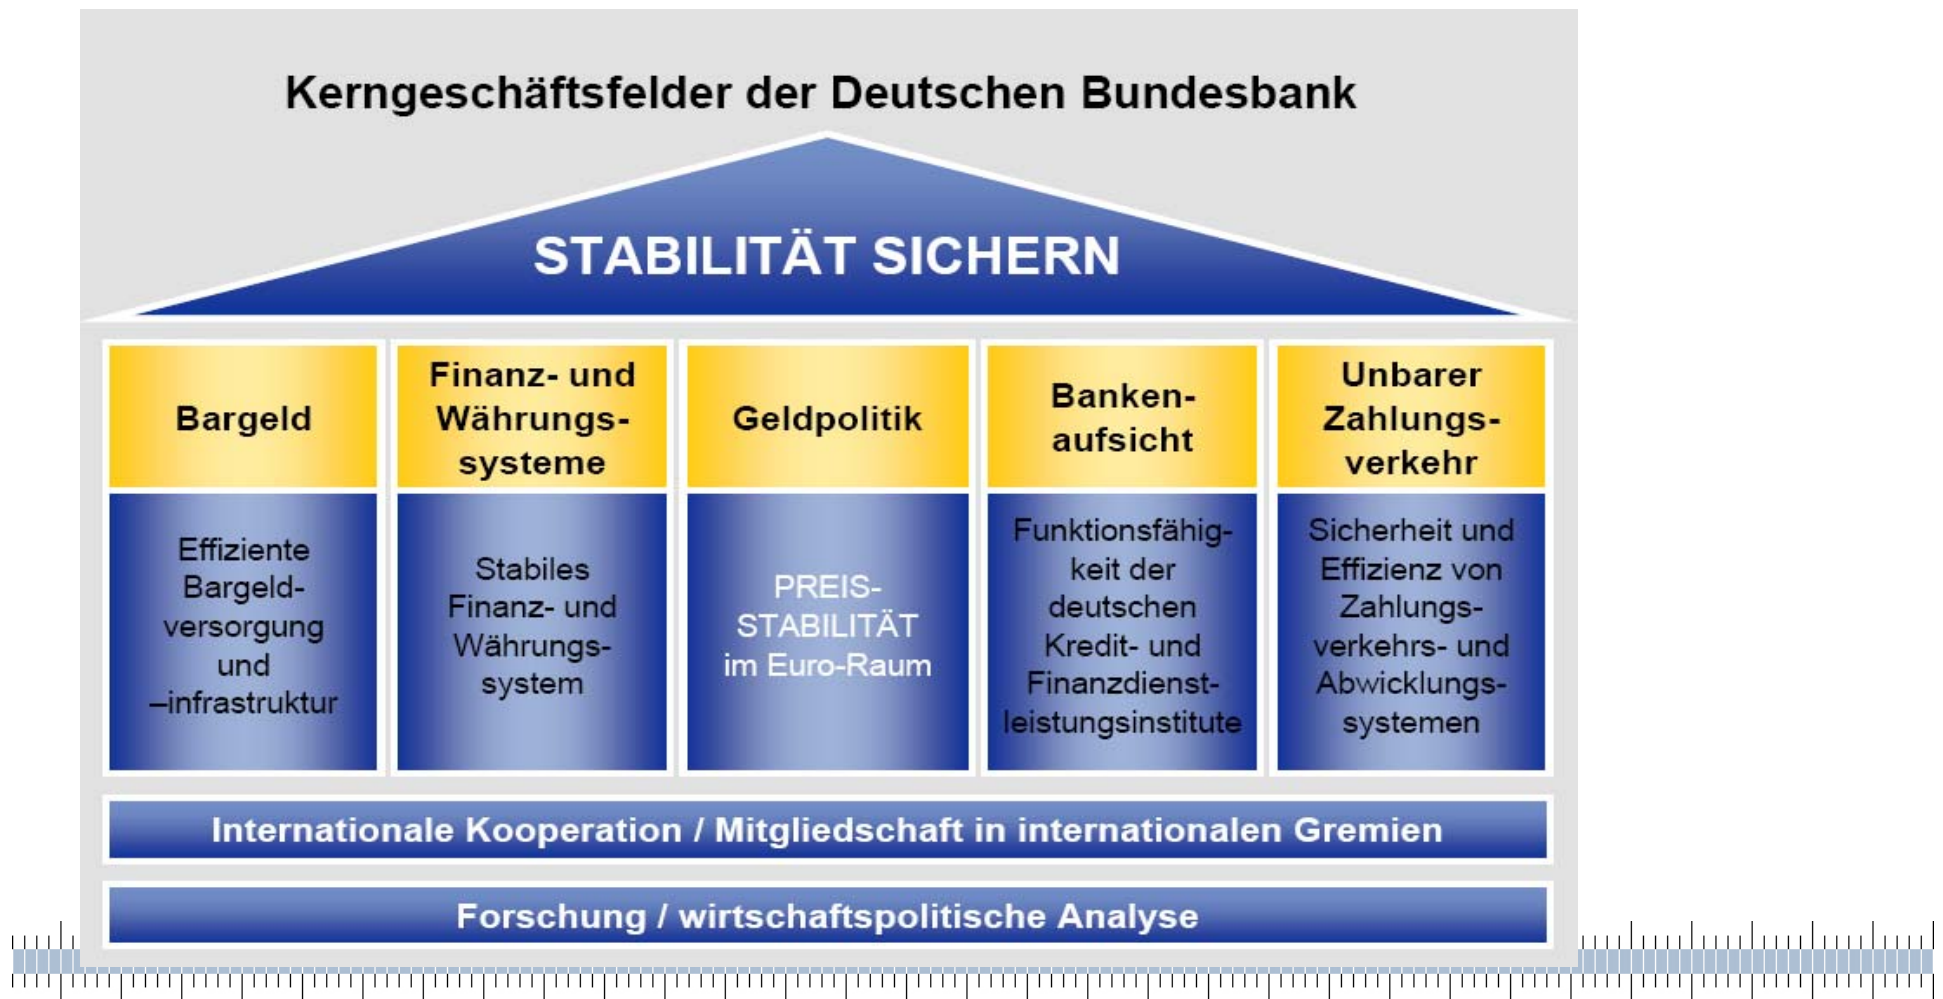 Kerngeschäftsfelder der Deutschen Bundesbank
STABILITÄT SICHERN
Bargeld
Effiziente
Bargeld-
versorgung
und
–infrastruktur
Finanz- und
Währungs-
systeme
Stabiles
Finanz- und
Währungs-
system
Geldpolitik
PREIS-
STABILITÄT
im Euro-Raum
Banken-
aufsicht
Funktionsfähig-
keit der
deutschen
Kredit- und
Finanzdienst-
leistungsinstitute
Unbarer
Zahlungs-
verkehr
Sicherheit und
Effizienz von
Zahlungs-
verkehrs- und
Abwicklungs-
systemen
Internationale Kooperation / Mitgliedschaft in internationalen Gremien
Forschung / wirtschaftspolitische Analyse